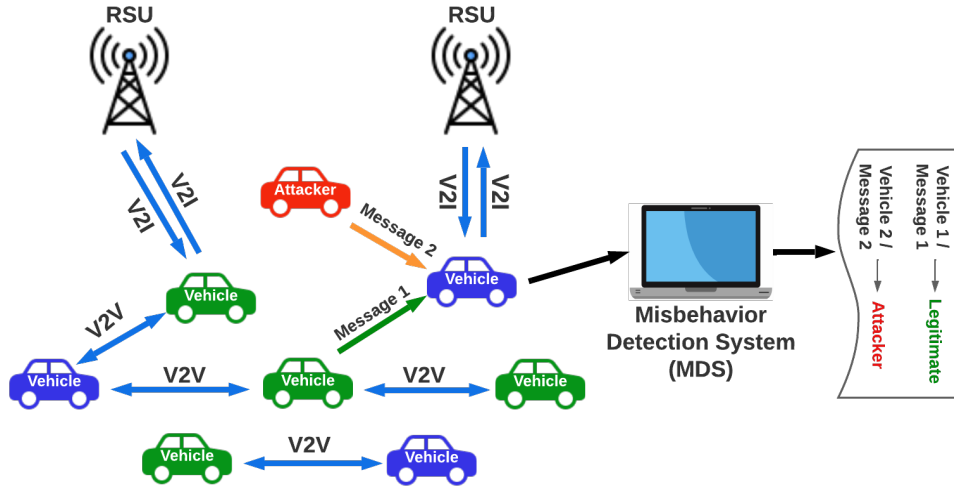 RSU
RSU
V2I
V2I
V2I
V2I
Attacker
Message 2
Vehicle
Vehicle
Message 1
V2V
Vehicle
V2V
Vehicle
V2V
Vehicle
Vehicle
V2V
Vehicle
Misbehavior
Detection System
(MDS)
Vehicle 1 /
Message 1
Legitimate
Vehicle 2 /
Message 2
Attacker